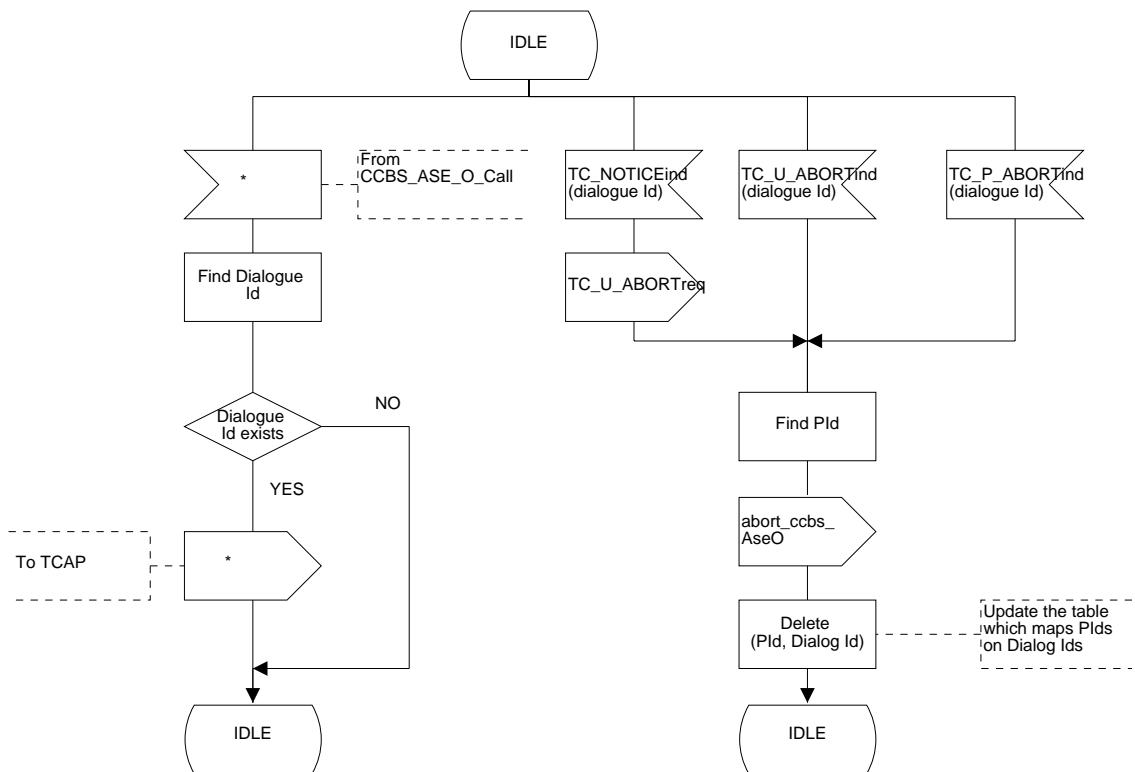 IDLE
*
From
CCBS_ASE_O_Call
TC_NOTICEind
(dialogue Id)
TC_U_ABORTind
(dialogue Id)
TC_P_ABORTind
(dialogue Id)
Find Dialogue
Id
TC_U_ABORTreq
Dialogue
Id exists
NO
YES
Find PId
To TCAP
*
abort_ccbs_
AseO
Delete
(PId, Dialog Id)
Update the table
which maps PIds
on Dialog Ids
IDLE
IDLE